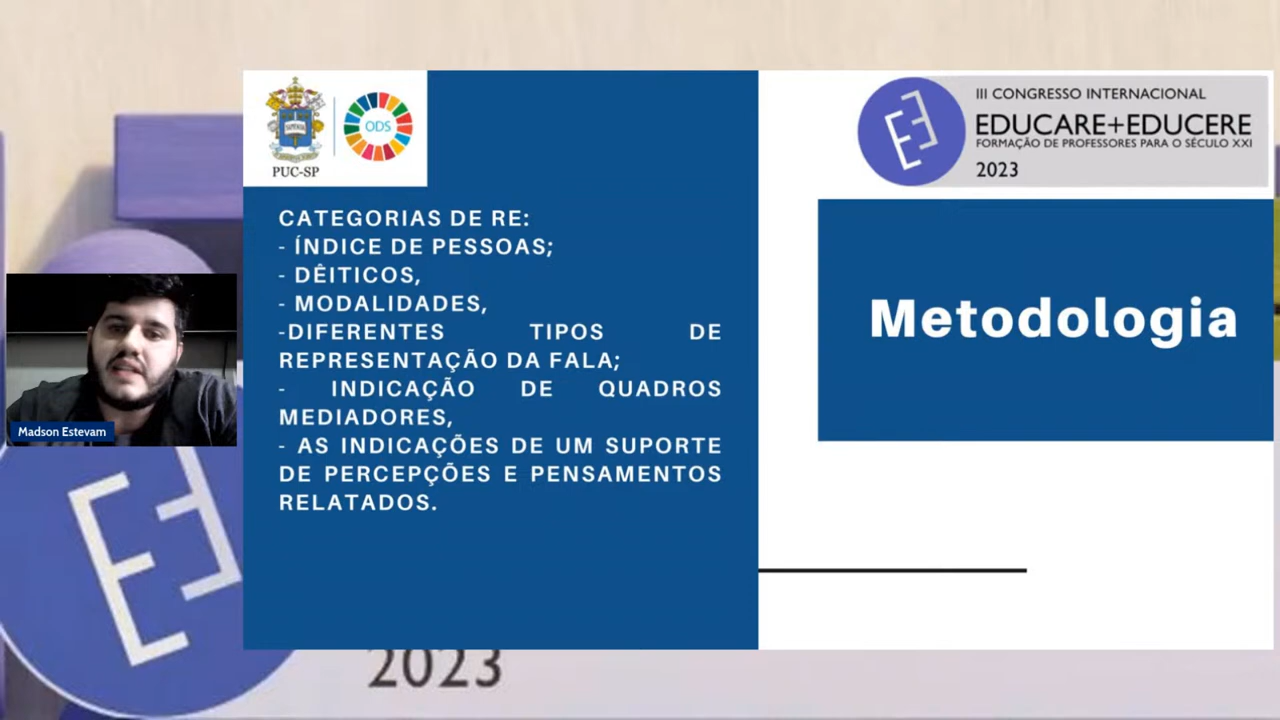 PUC-SP
ODS
CATEGORIAS DE RE:
- ÍNDICE DE PESSOAS;
- DÊITICOS,
- MODALIDADES,
-DIFERENTES TIPOS DE
REPRESENTAÇÃO DA FALA;
- INDICAÇÃO DE QUADROS
MEDIADORES,
- AS INDICAÇÕES DE UM SUPORTE
DE PERCEPÇÕES E PENSAMENTOS
RELATADOS.
III CONGRESSO INTERNACIONAL
EDUCARE+EDUCERE
FORMAÇÃO DE PROFESSORES PARA O SÉCULO XXI
2023
Metodologia
Madson Estevam
2023